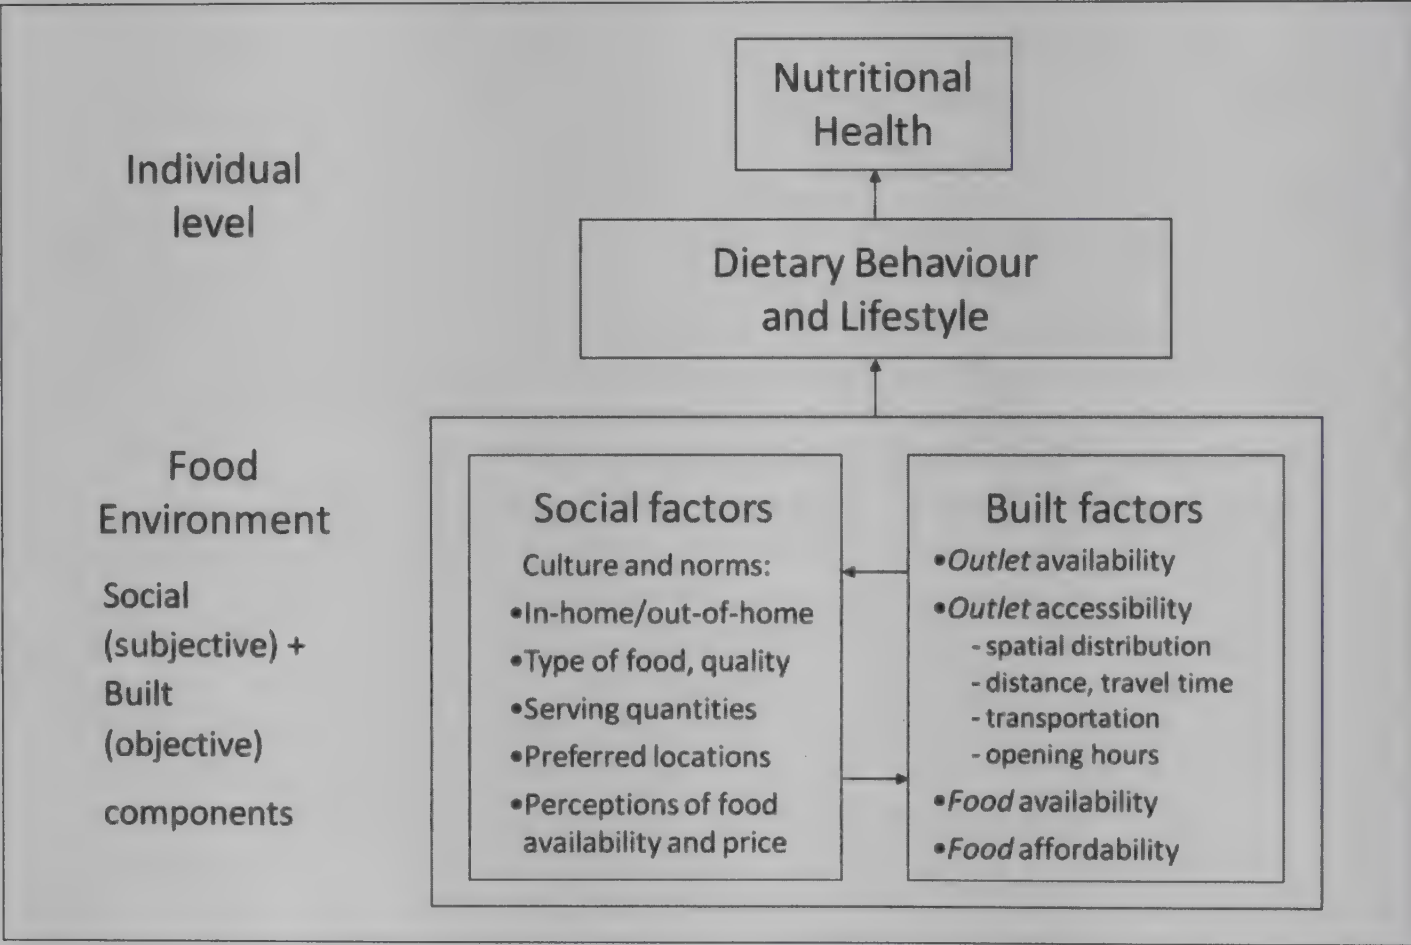 Nutritional
Health
Individual
level
Dietary Behaviour
and Lifestyle
Food
Environment
Social
(subjective) +
Built
(objective)
components
Social factors
Culture and norms:
•In-home/out-of-home
•Type of food, quality
•Serving quantities
•Preferred locations
•Perceptions of food
availability and price
Built factors
•Outlet availability
•Outlet accessibility
- spatial distribution
- distance, travel time
- transportation
- opening hours
•Food availability
•Food affordability